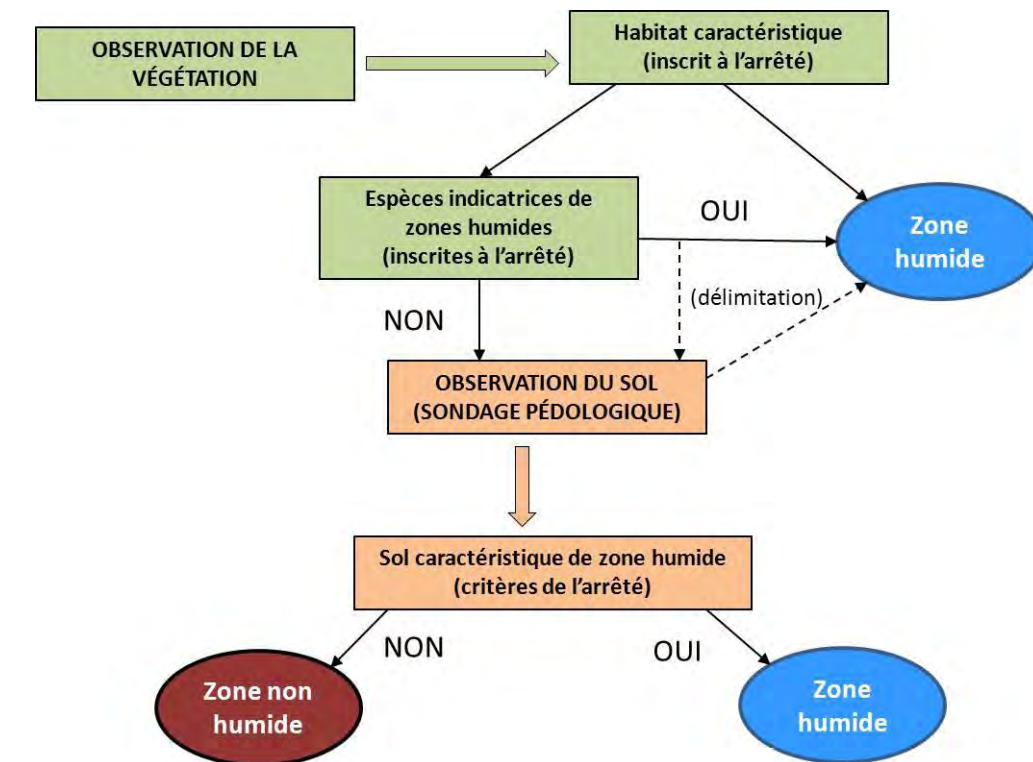 OBSERVATION DE LA
VÉGÉTATION
Habitat caractéristique
(inscrit à l'arrêté)
Espèces indicatrices de
zones humides
(inscrites à l'arrêté)
OUI
Zone
humide
(délimitation)
NON
OBSERVATION DU SOL
(SONDAGE PÉDOLOGIQUE)
Sol caractéristique de zone humide
(critères de l'arrêté)
NON
OUI
Zone non
humide
Zone
humide